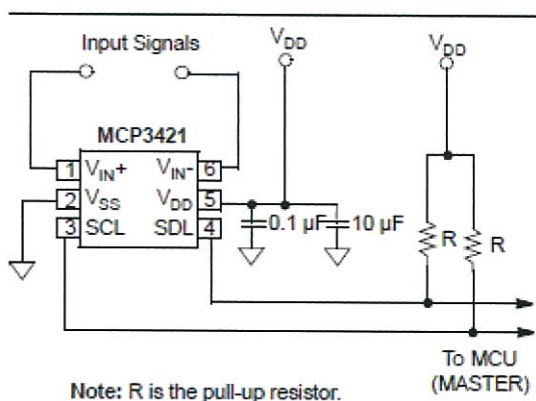 Input Signals
VDD
VDD
MCP3421
1 VIN+ VIN- 6
2 VSS VDD 5
3 SCL SDL 4
0.1 µF 10 µF
R R
To MCU
(MASTER)
Note: R is the pull-up resistor.